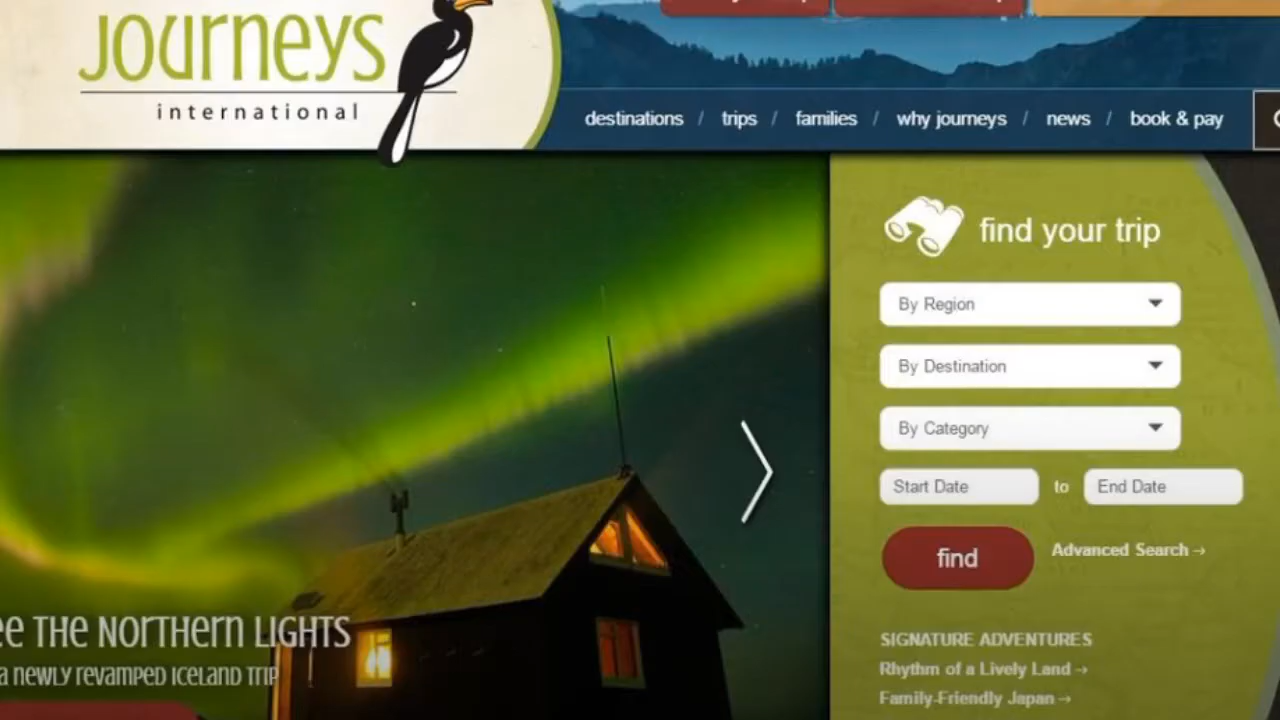 Journeys
international
destinations / trips / families / why journeys / news / book & pay
find your trip
By Region
By Destination
By Category
Start Date to End Date
find Advanced Search →
THE NORTHERN LIGHTS
a newly revamped Iceland trip
SIGNATURE ADVENTURES
Rhythm of a Lively Land →
Family-Friendly Japan →